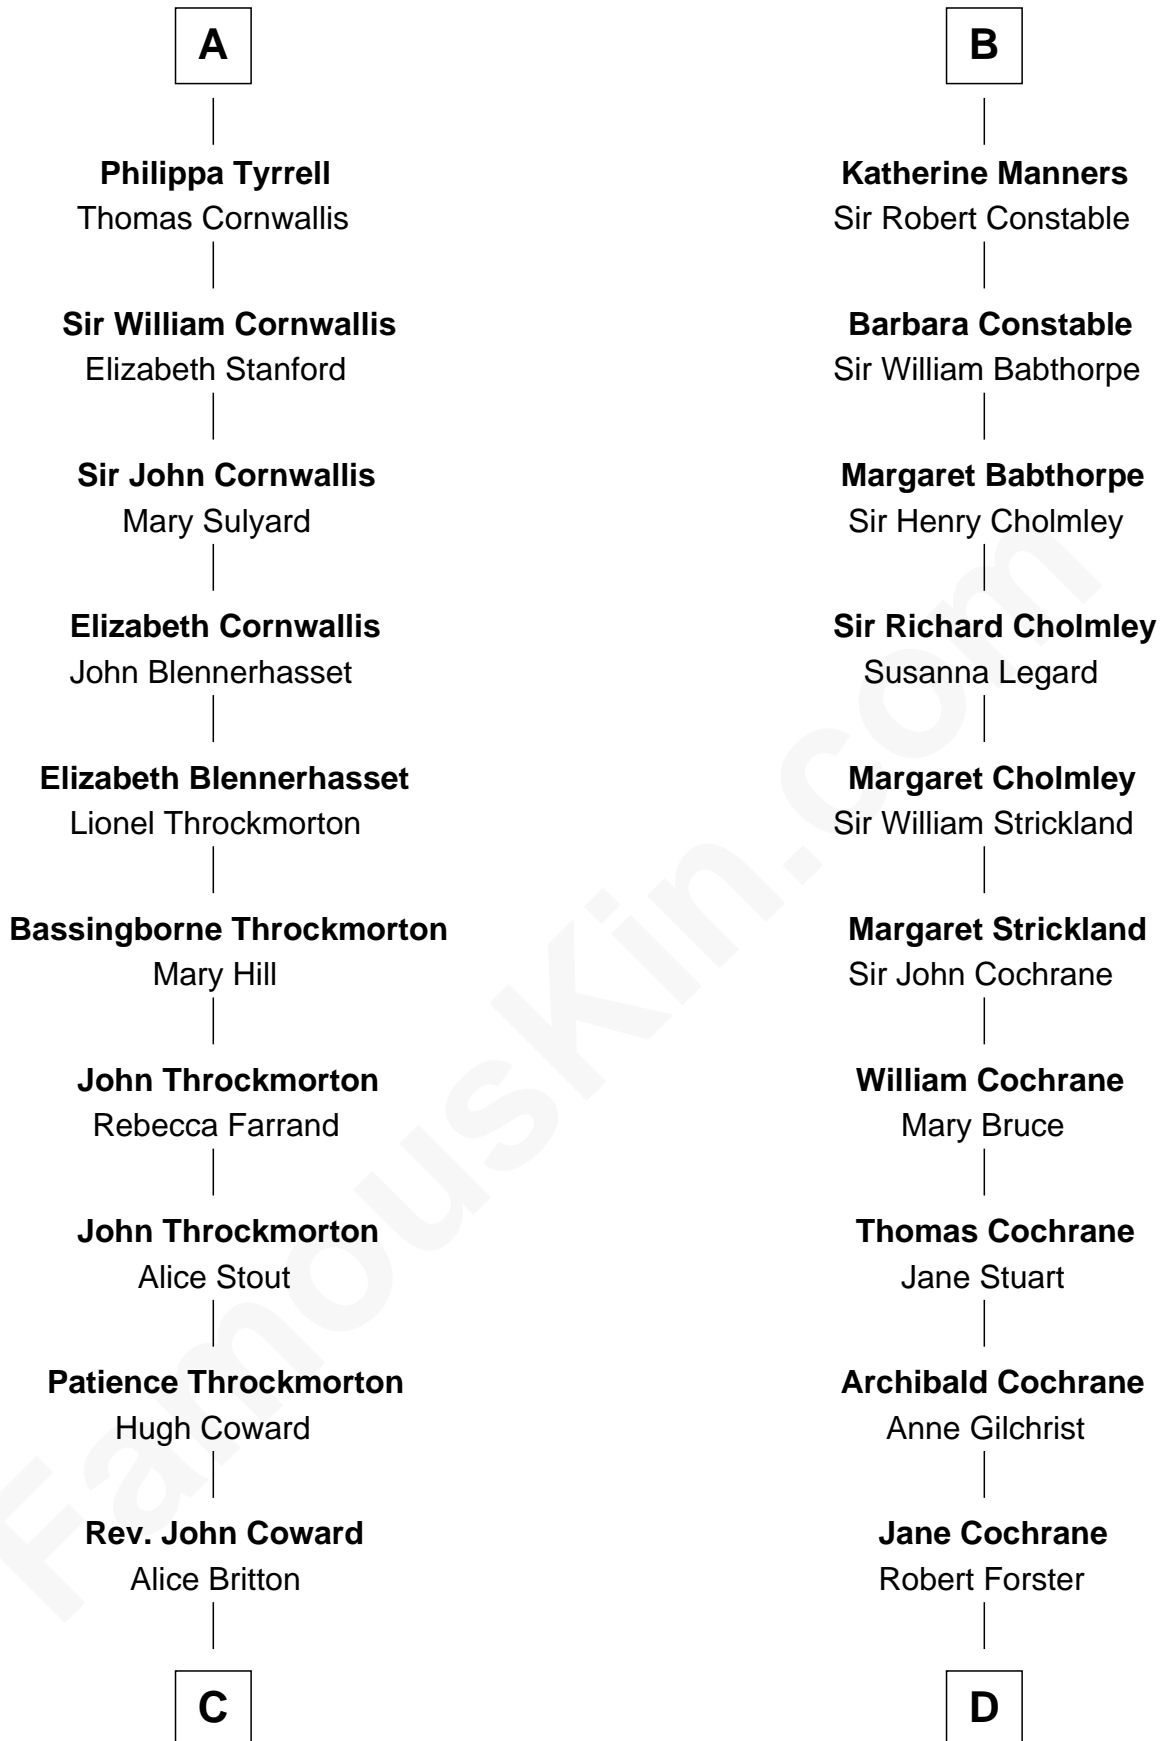 A
Philippa Tyrrell
Thomas Cornwallis
Sir William Cornwallis
Elizabeth Stanford
Sir John Cornwallis
Mary Sulyard
Elizabeth Cornwallis
John Blennerhasset
Elizabeth Blennerhasset
Lionel Throckmorton
Bassingborne Throckmorton
Mary Hill
John Throckmorton
Rebecca Farrand
John Throckmorton
Alice Stout
Patience Throckmorton
Hugh Coward
Rev. John Coward
Alice Britton
C
B
Katherine Manners
Sir Robert Constable
Barbara Constable
Sir William Babthorpe
Margaret Babthorpe
Sir Henry Cholmley
Sir Richard Cholmley
Susanna Legard
Margaret Cholmley
Sir William Strickland
Margaret Strickland
Sir John Cochrane
William Cochrane
Mary Bruce
Thomas Cochrane
Jane Stuart
Archibald Cochrane
Anne Gilchrist
Jane Cochrane
Robert Forster
D
FamousKin.com